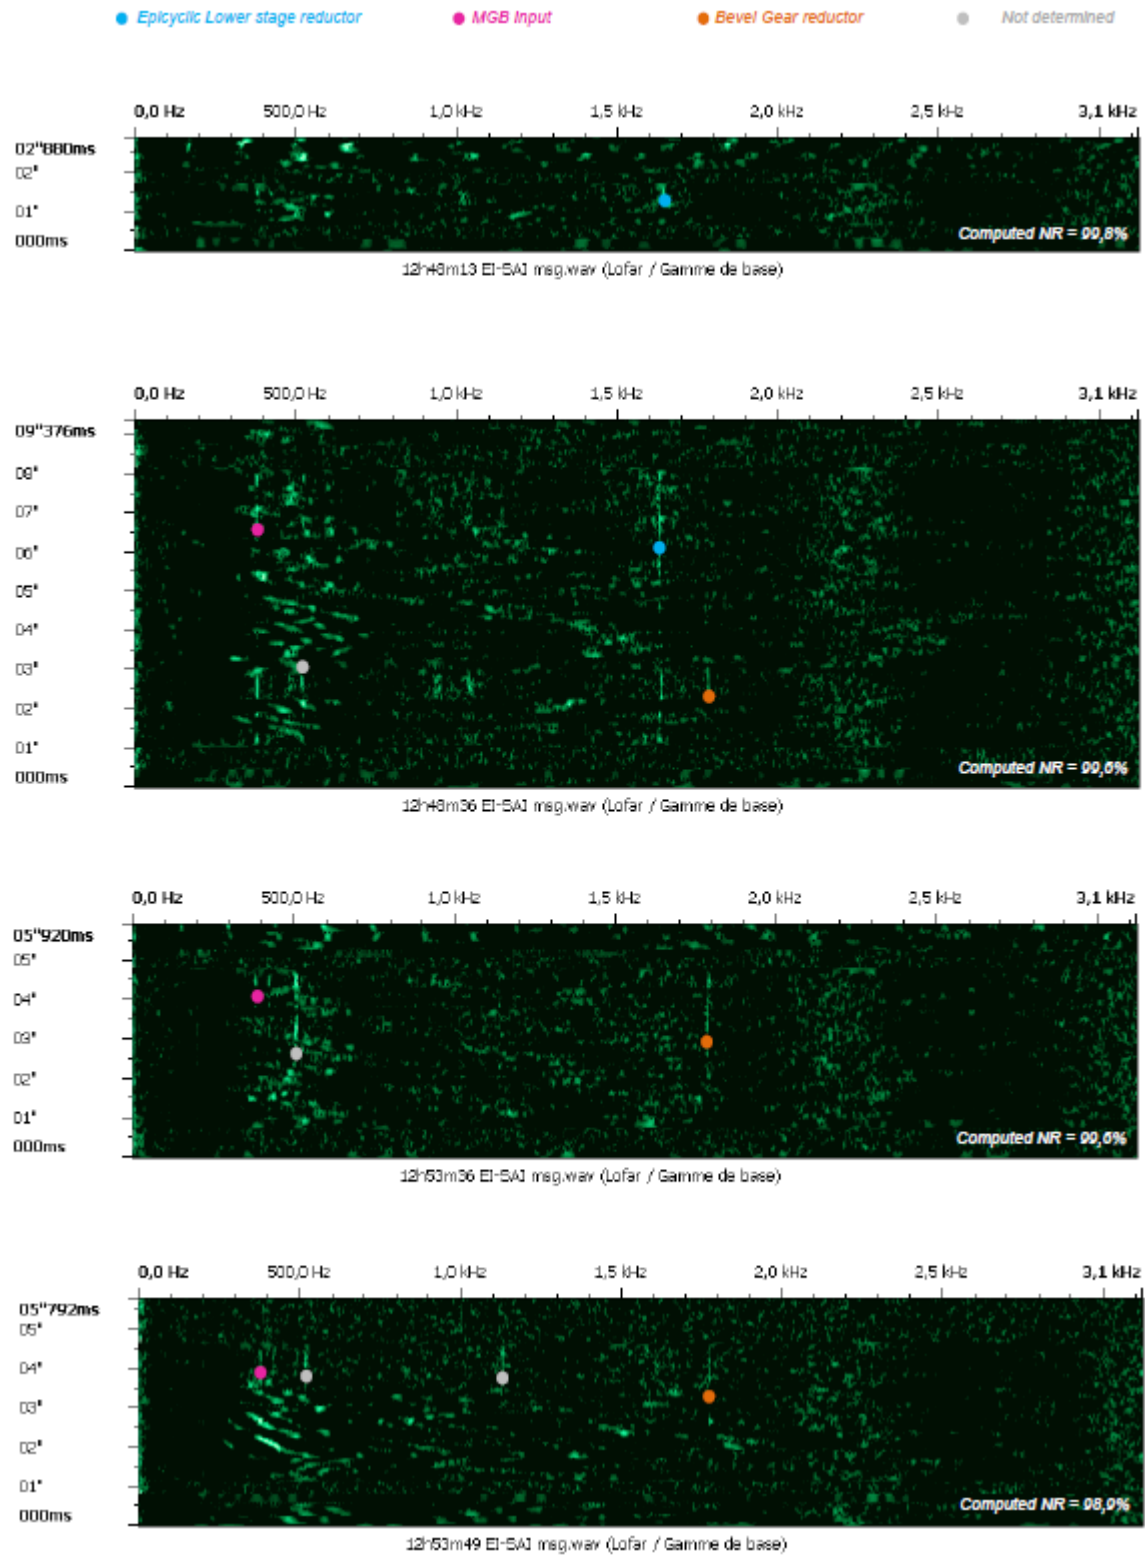 Epicyclic Lower stage reductor MGB Input Bevel Gear reductor Not determined
0,0 Hz 500,0 Hz 1,0 kHz 1,5 kHz 2,0 kHz 2,5 kHz 3,1 kHz
02"880ms
02"
01"
000ms
Computed NR = 99,8%
12h48m13 EI-SAJ msg.wav (Lofar / Gamme de base)
0,0 Hz 500,0 Hz 1,0 kHz 1,5 kHz 2,0 kHz 2,5 kHz 3,1 kHz
09"376ms
08"
07"
06"
05"
04"
03"
02"
01"
000ms
Computed NR = 99,6%
12h48m36 EI-SAJ msg.wav (Lofar / Gamme de base)
0,0 Hz 500,0 Hz 1,0 kHz 1,5 kHz 2,0 kHz 2,5 kHz 3,1 kHz
05"920ms
05"
04"
03"
02"
01"
000ms
Computed NR = 99,6%
12h53m36 EI-SAJ msg.wav (Lofar / Gamme de base)
0,0 Hz 500,0 Hz 1,0 kHz 1,5 kHz 2,0 kHz 2,5 kHz 3,1 kHz
05"792ms
05"
04"
03"
02"
01"
000ms
Computed NR = 98,9%
12h53m49 EI-SAJ msg.wav (Lofar / Gamme de base)